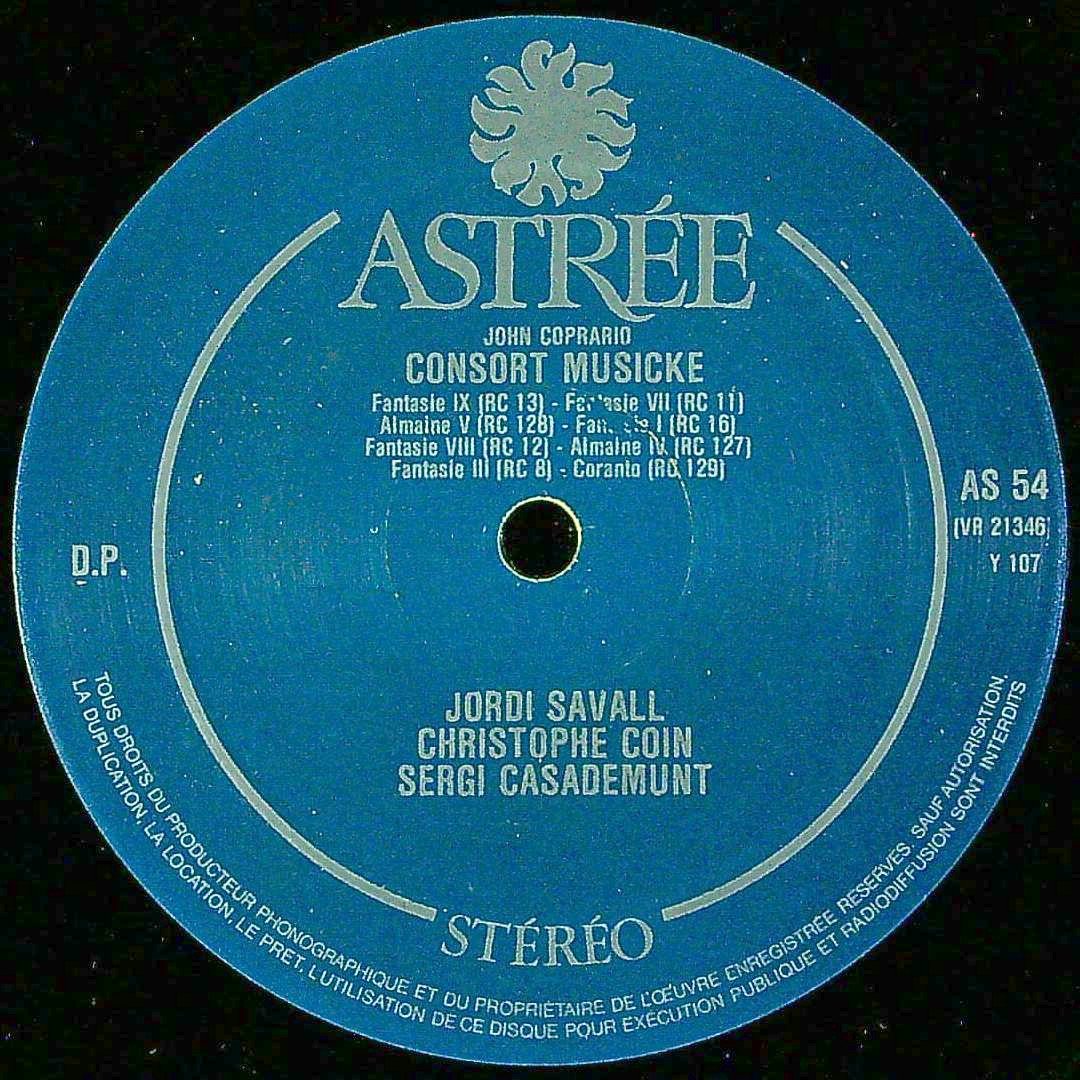 ASTRÉE
JOHN COPRARIO
CONSORT MUSICKE
Fantasie IX (RC 13) - Fantasie VII (RC 11)
Almaine V (RC 128) - Fantasie I (RC 16)
Fantasie VIII (RC 12) - Almaine IV (RC 127)
Fantasie III (RC 8) - Coranto (RC 129)
AS 54
(VR 21346)
Y 107
D.P.
JORDI SAVALL
CHRISTOPHE COIN
SERGI CASADEMUNT
STÉRÉO
TOUS DROITS DU PRODUCTEUR PHONOGRAPHIQUE ET DU PROPRIÉTAIRE DE L'ŒUVRE ENREGISTRÉE RESERVÉS. SAUF AUTORISATION,
LA DUPLICATION, LA LOCATION, LE PRET, L'UTILISATION DE CE DISQUE POUR EXÉCUTION PUBLIQUE ET RADIODIFFUSION SONT INTERDITS